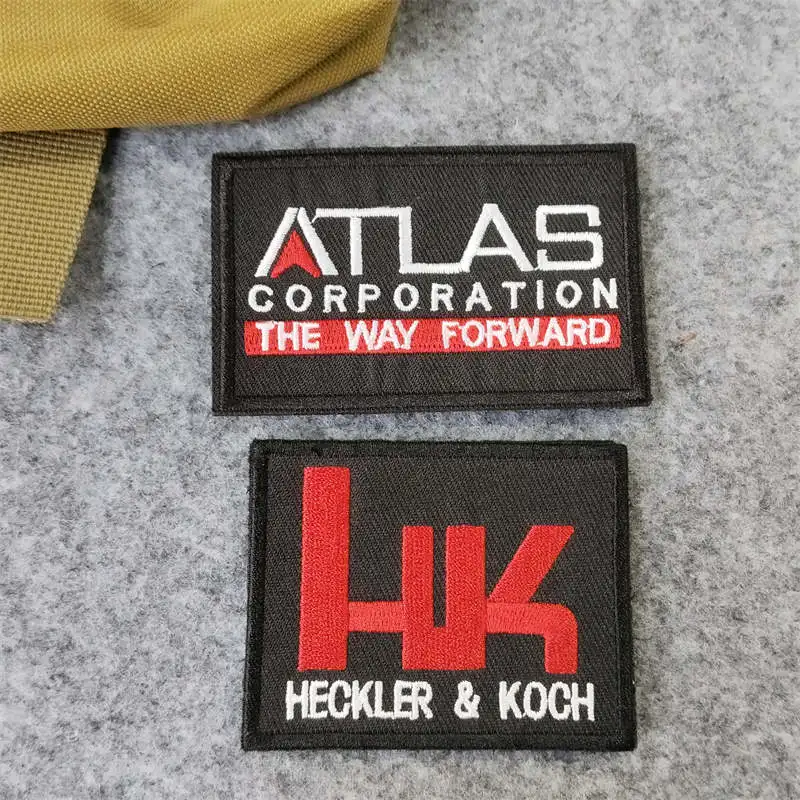 ATLAS
CORPORATION
THE WAY FORWARD
HK
HECKLER & KOCH